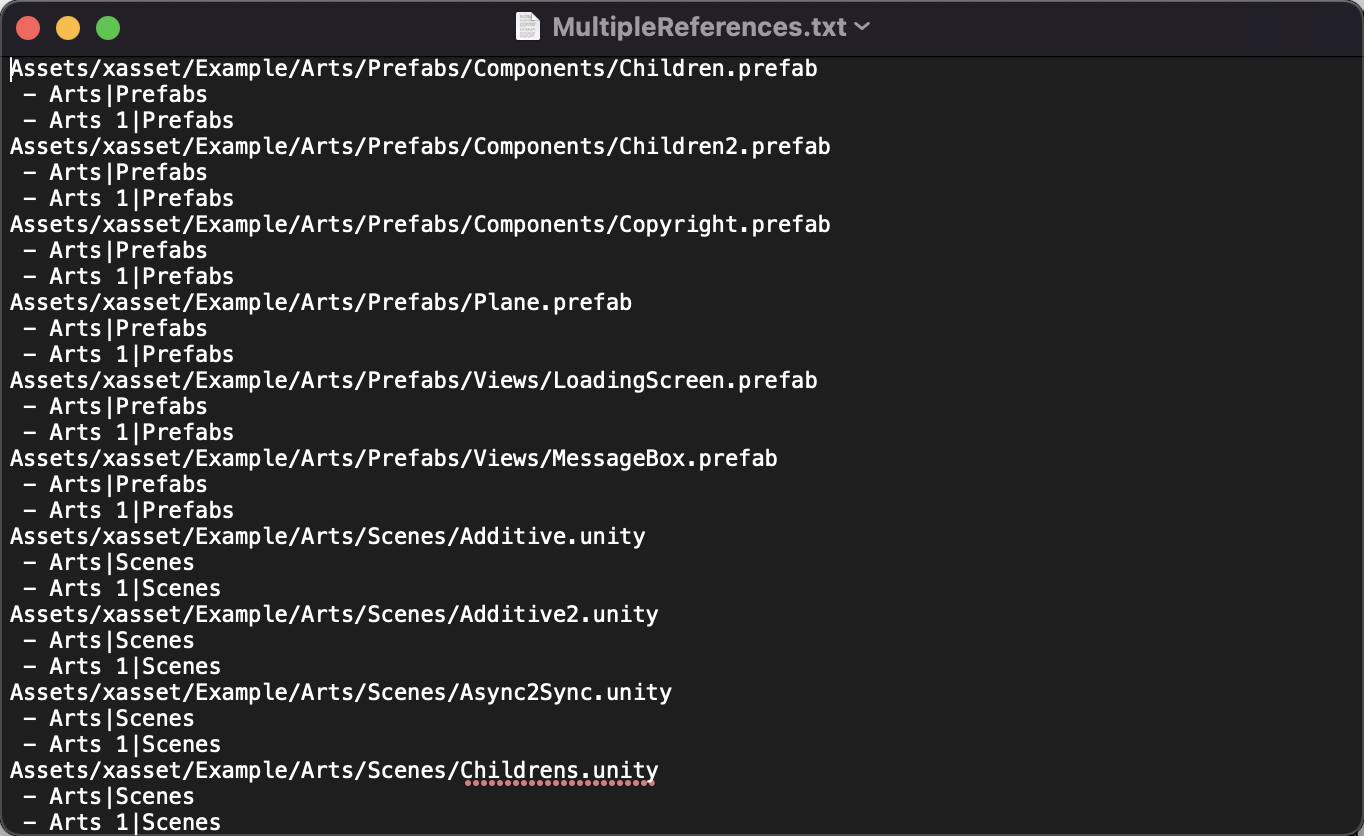 MultipleReferences.txt
Assets/xasset/Example/Arts/Prefabs/Components/Children.prefab
– Arts|Prefabs
– Arts 1|Prefabs
Assets/xasset/Example/Arts/Prefabs/Components/Children2.prefab
– Arts|Prefabs
– Arts 1|Prefabs
Assets/xasset/Example/Arts/Prefabs/Components/Copyright.prefab
– Arts|Prefabs
– Arts 1|Prefabs
Assets/xasset/Example/Arts/Prefabs/Plane.prefab
– Arts|Prefabs
– Arts 1|Prefabs
Assets/xasset/Example/Arts/Prefabs/Views/LoadingScreen.prefab
– Arts|Prefabs
– Arts 1|Prefabs
Assets/xasset/Example/Arts/Prefabs/Views/MessageBox.prefab
– Arts|Prefabs
– Arts 1|Prefabs
Assets/xasset/Example/Arts/Scenes/Additive.unity
– Arts|Scenes
– Arts 1|Scenes
Assets/xasset/Example/Arts/Scenes/Additive2.unity
– Arts|Scenes
– Arts 1|Scenes
Assets/xasset/Example/Arts/Scenes/Async2Sync.unity
– Arts|Scenes
– Arts 1|Scenes
Assets/xasset/Example/Arts/Scenes/Childrens.unity
– Arts|Scenes
– Arts 1|Scenes